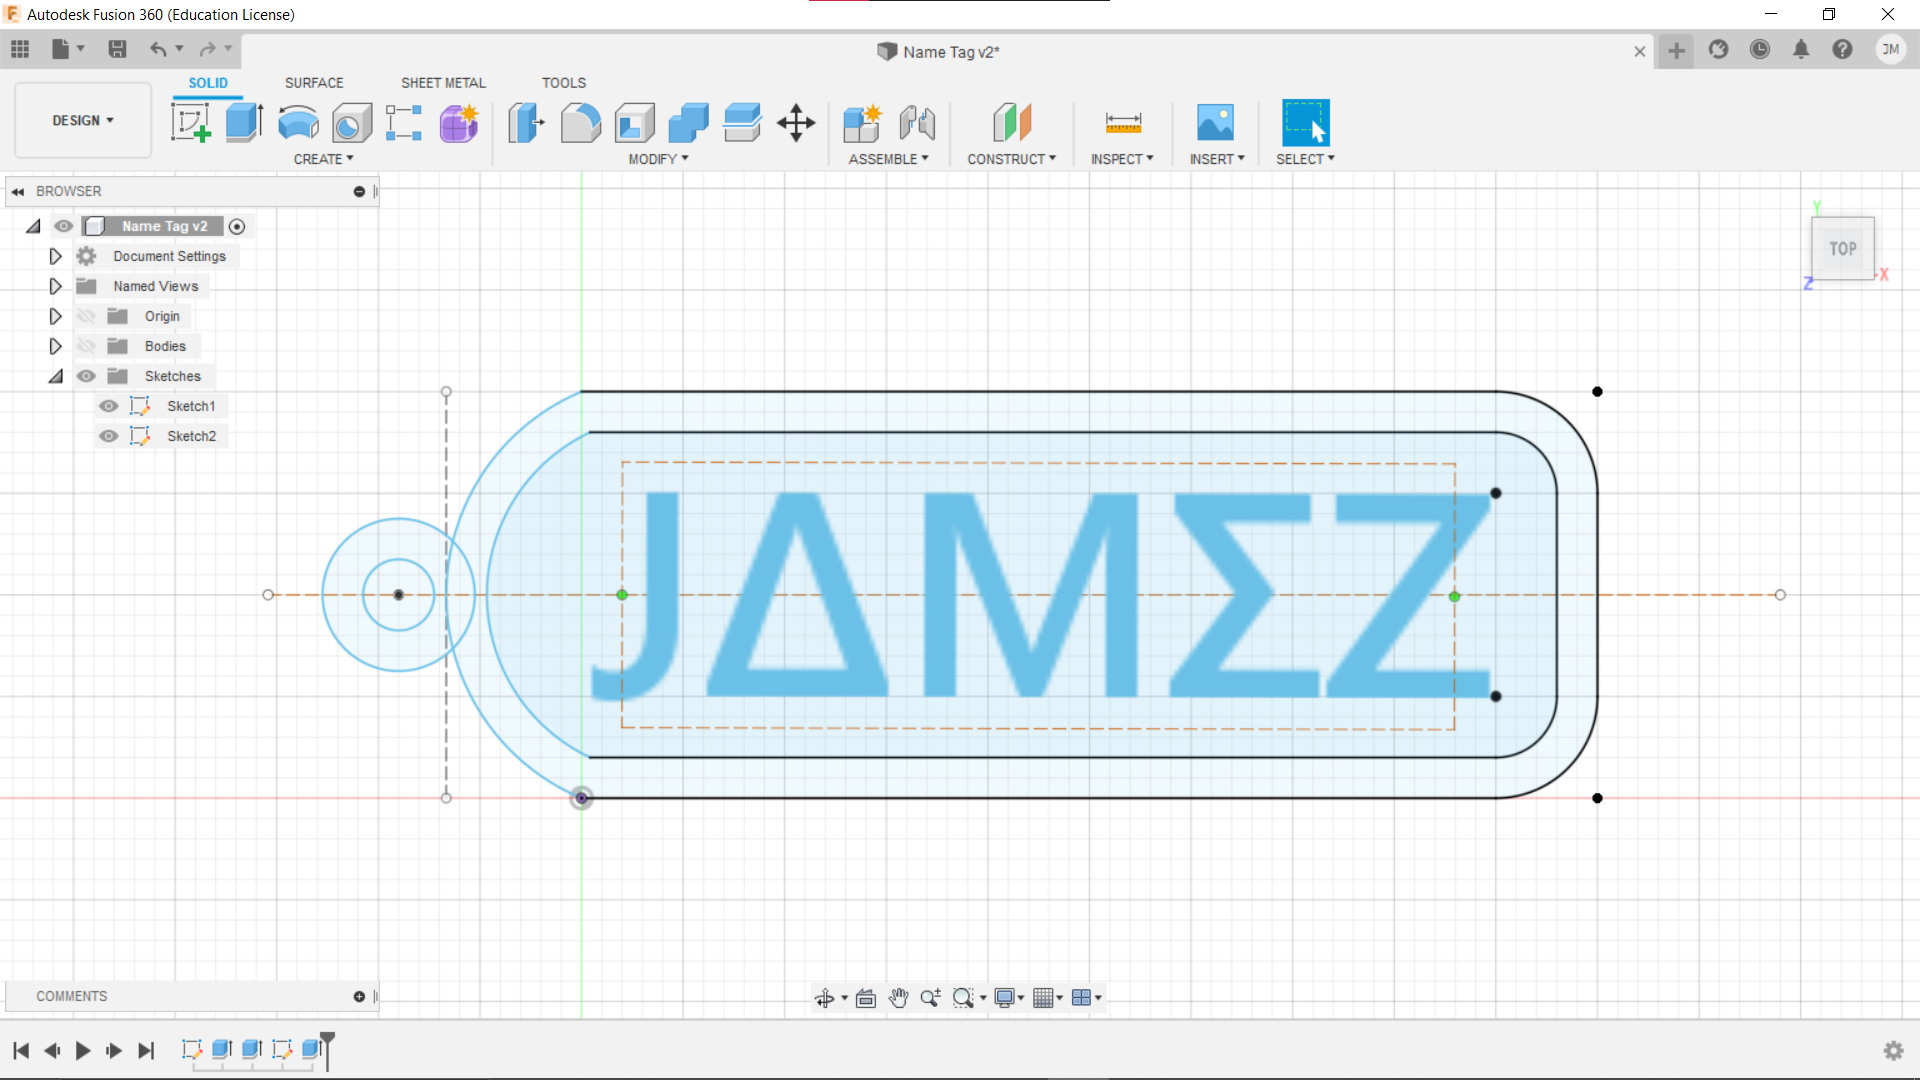 Autodesk Fusion 360 (Education License)
Name Tag v2*
JM
DESIGN
SOLID SURFACE SHEET METAL TOOLS
CREATE MODIFY ASSEMBLE CONSTRUCT INSPECT INSERT SELECT
BROWSER
Name Tag v2
Document Settings
Named Views
Origin
Bodies
Sketches
Sketch1
Sketch2
Y
TOP
X
Z
JΔMΣZ
COMMENTS